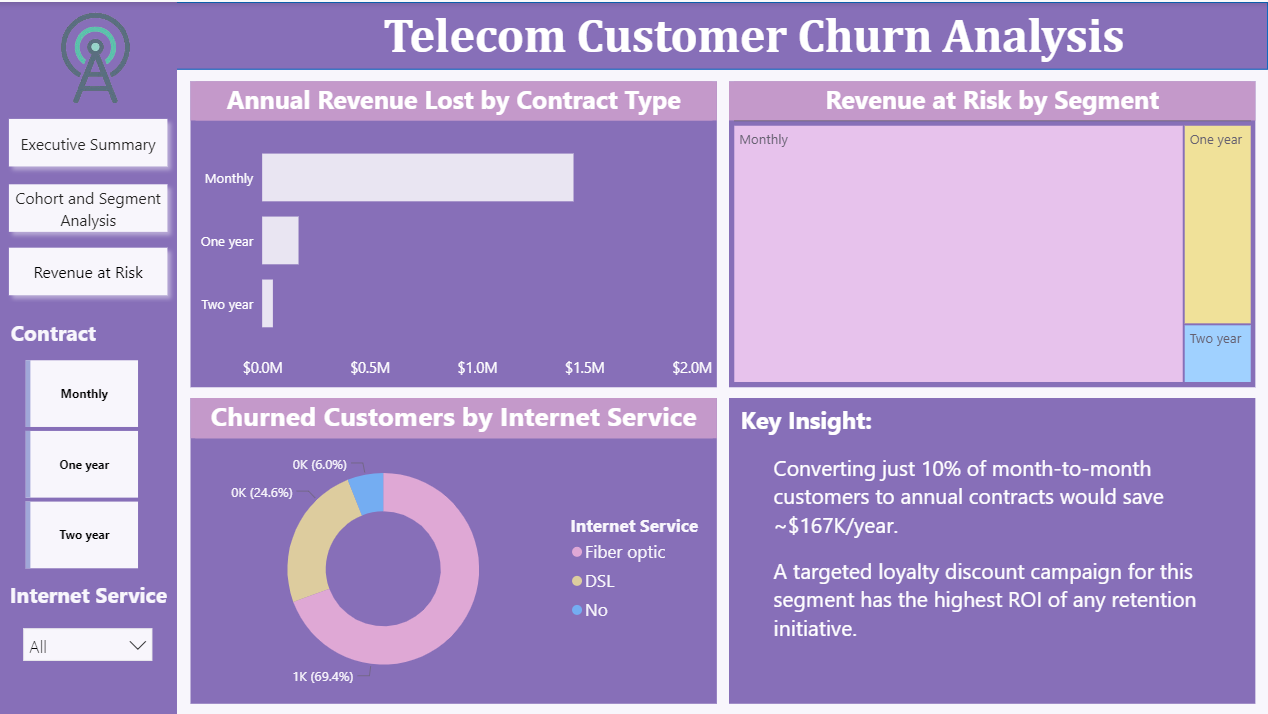 Telecom Customer Churn Analysis
Executive Summary
Cohort and Segment
Analysis
Revenue at Risk
Contract
Monthly
One year
Two year
Internet Service
All
Annual Revenue Lost by Contract Type
Monthly
One year
Two year
$0.0M $0.5M $1.0M $1.5M $2.0M
Revenue at Risk by Segment
Monthly
One year
Two year
Churned Customers by Internet Service
0K (6.0%)
0K (24.6%)
1K (69.4%)
Internet Service
Fiber optic
DSL
No
Key Insight:
Converting just 10% of month-to-month
customers to annual contracts would save
~$167K/year.
A targeted loyalty discount campaign for this
segment has the highest ROI of any retention
initiative.